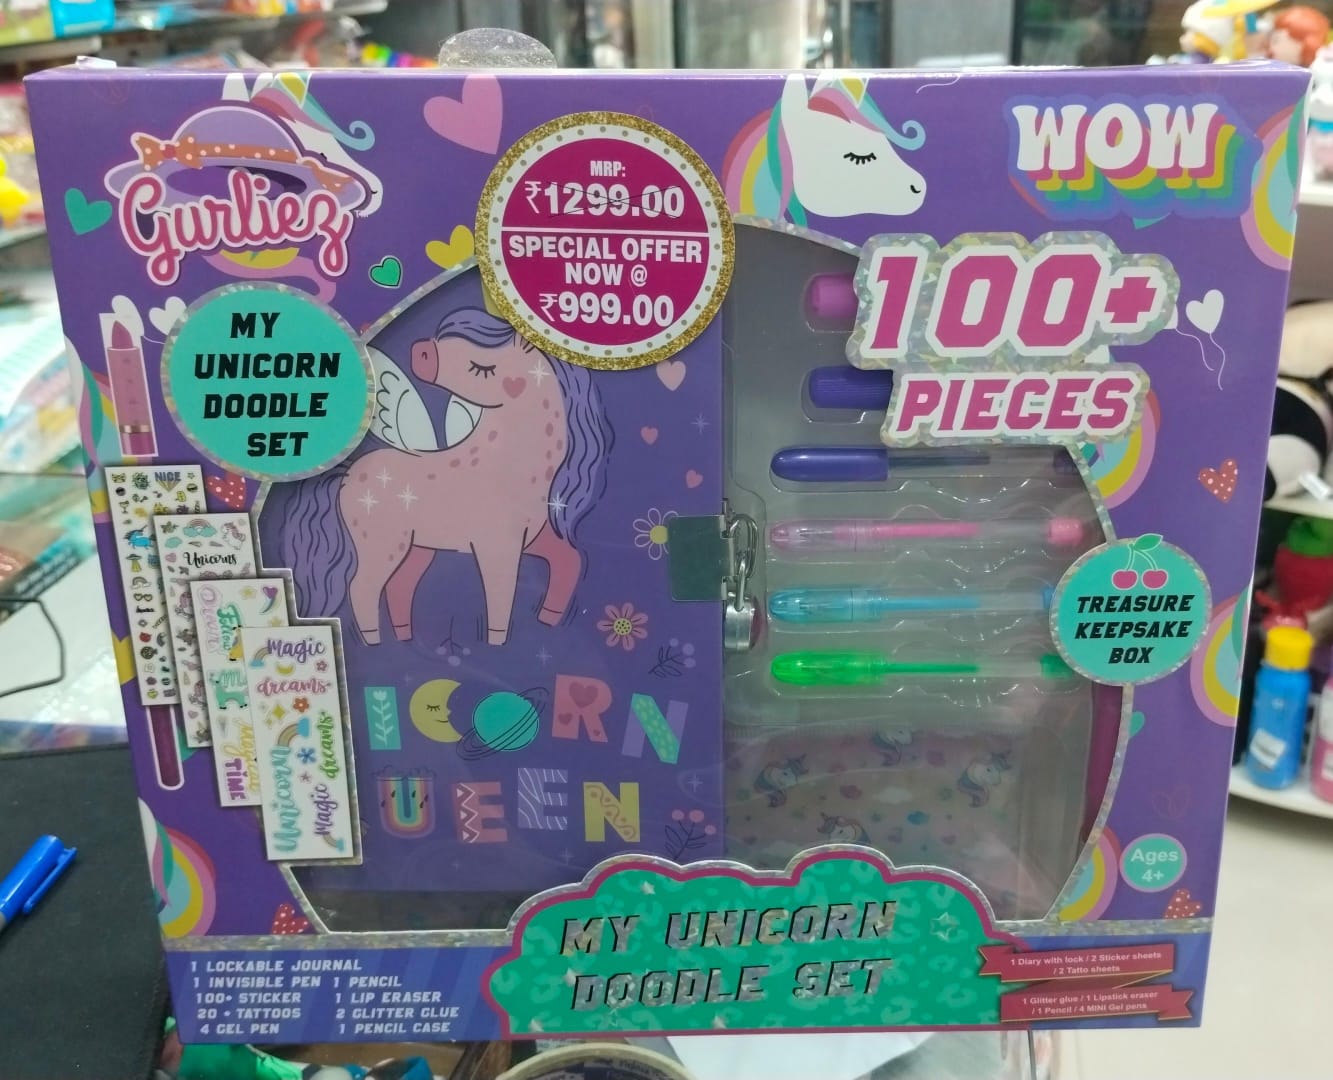 Gurliez
MRP:
₹1299.00
SPECIAL OFFER
NOW @
₹999.00
WOW
100+
PIECES
MY
UNICORN
DOODLE
SET
NICE
Unicorns
Follow
TIME
Magic
dreams
Unicorn
magic
dreams
ICORN
UEEN
TREASURE
KEEPSAKE
BOX
Ages
4+
MY UNICORN
DOODLE SET
1 LOCKABLE JOURNAL
1 INVISIBLE PEN 1 PENCIL
100+ STICKER 1 LIP ERASER
20 + TATTOOS 2 GLITTER GLUE
4 GEL PEN 1 PENCIL CASE
1 Diary with lock / 2 Sticker sheets
/ 2 Tatto sheets
1 Glitter glue / 1 Lipstick eraser
/ 1 Pencil / 4 MINI Gel pens